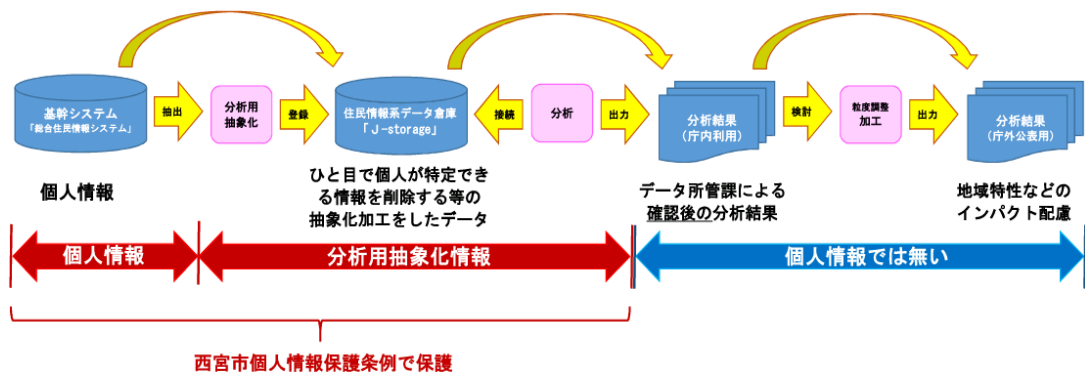 基幹システム
「総合住民情報システム」
抽出
分析用
抽象化
登録
住民情報系データ倉庫
「J-storage」
接続
分析
出力
分析結果
(庁内利用)
検討
粒度調整
加工
出力
分析結果
(庁外公表用)
個人情報
ひと目で個人が特定でき
る情報を削除する等の
抽象化加工をしたデータ
データ所管課による
確認後の分析結果
地域特性などの
インパクト配慮
個人情報
分析用抽象化情報
個人情報では無い
西宮市個人情報保護条例で保護